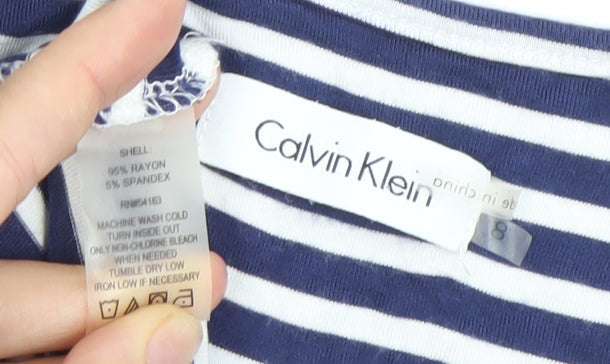 SHELL:
95% RAYON
5% SPANDEX
RN#54163
MACHINE WASH COLD
TURN INSIDE OUT
ONLY NON-CHLORINE BLEACH
WHEN NEEDED
TUMBLE DRY LOW
IRON LOW IF NECESSARY
Calvin Klein
de in china
8